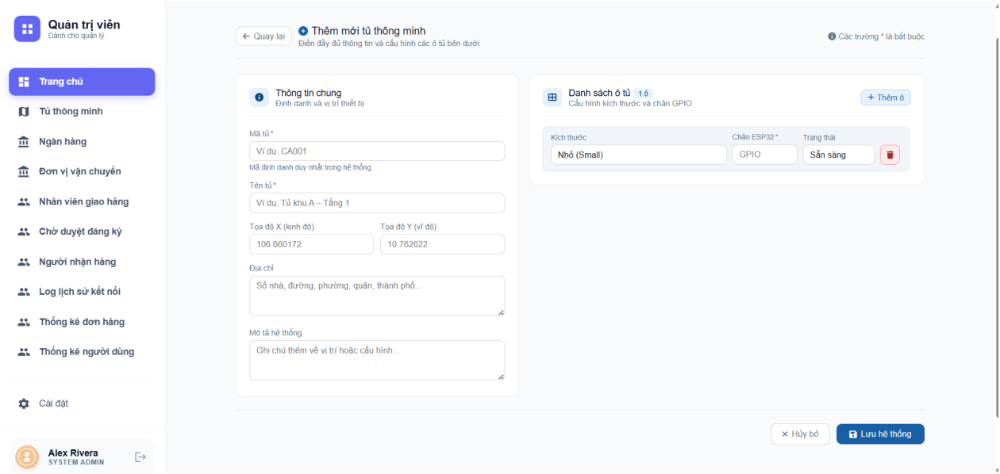 Quản trị viên
Dành cho quản lý
Trang chủ
Tủ thông minh
Ngân hàng
Đơn vị vận chuyển
Nhân viên giao hàng
Chờ duyệt đăng ký
Người nhận hàng
Log lịch sử kết nối
Thống kê đơn hàng
Thống kê người dùng
Cài đặt
Alex Rivera
SYSTEM ADMIN
Quay lại
Thêm mới tủ thông minh
Điền đầy đủ thông tin và cấu hình các ô tủ bên dưới
Các trường * là bắt buộc
Thông tin chung
Định danh và vị trí thiết bị
Mã tủ *
Ví dụ: CA001
Mã định danh duy nhất trong hệ thống
Tên tủ *
Ví dụ: Tủ khu A – Tầng 1
Tọa độ X (kinh độ) Tọa độ Y (vĩ độ)
106.660172 10.762622
Địa chỉ
Số nhà, đường, phường, quận, thành phố...
Mô tả hệ thống
Ghi chú thêm về vị trí hoặc cấu hình...
Danh sách ô tủ 1 ô
Cấu hình kích thước và chân GPIO
+ Thêm ô
Kích thước Chân ESP32 * Trạng thái
Nhỏ (Small) GPIO Sẵn sàng
Hủy bỏ
Lưu hệ thống